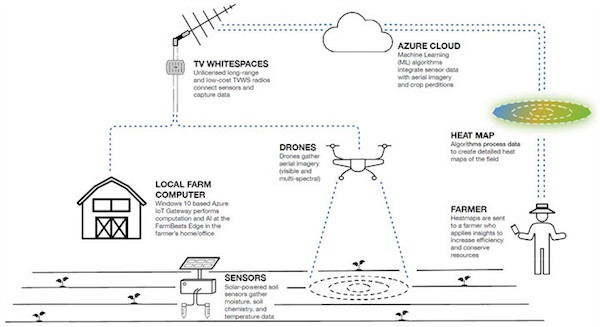 AZURE CLOUD
Machine Learning
(ML) algorithms
integrate sensor data
with aerial imagery
and crop perditions
TV WHITESPACES
Unlicensed long-range
and low-cost TVWS radios
connect sensors and
capture data
HEAT MAP
Algorithms process data
to create detailed heat
maps of the field
DRONES
Drones gather
aerial imagery
(visible and
multi-spectral)
LOCAL FARM
COMPUTER
Windows 10 based Azure
IoT Gateway performs
computation and AI at the
FarmBeats Edge in the
farmer's home/office
FARMER
Heatmaps are sent
to a farmer who
applies insights to
increase efficiency
and conserve
resources
SENSORS
Solar-powered soil
sensors gather
moisture, soil
chemistry, and
temperature data